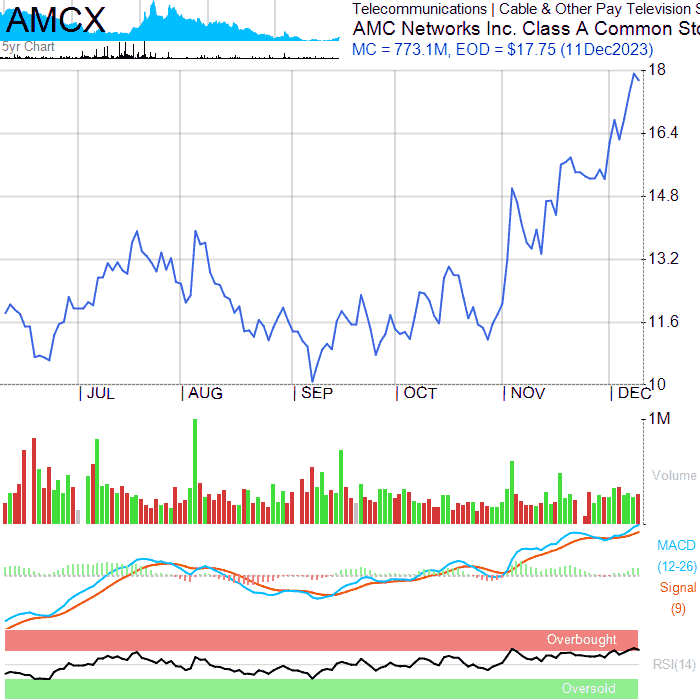 AMCX
5yr Chart
Telecommunications | Cable & Other Pay Television S
AMC Networks Inc. Class A Common Sto
MC = 773.1M, EOD = $17.75 (11Dec2023)
18
16.4
14.8
13.2
11.6
10
| JUL | AUG | SEP | OCT | NOV | DEC
1M
Volume
MACD
(12-26)
Signal
(9)
Overbought
RSI(14)
Oversold